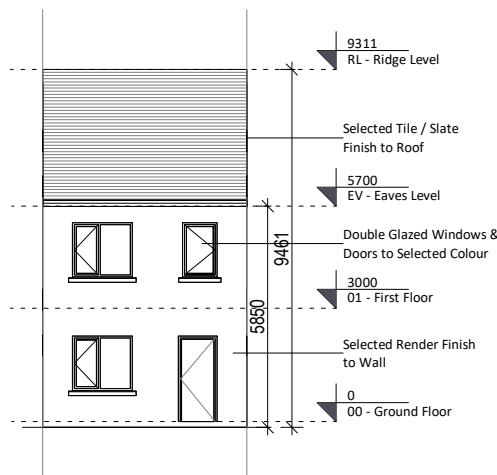 9311
RL - Ridge Level
Selected Tile / Slate
Finish to Roof
5700
EV - Eaves Level
Double Glazed Windows &
Doors to Selected Colour
9461
5850
3000
01 - First Floor
Selected Render Finish
to Wall
0
00 - Ground Floor